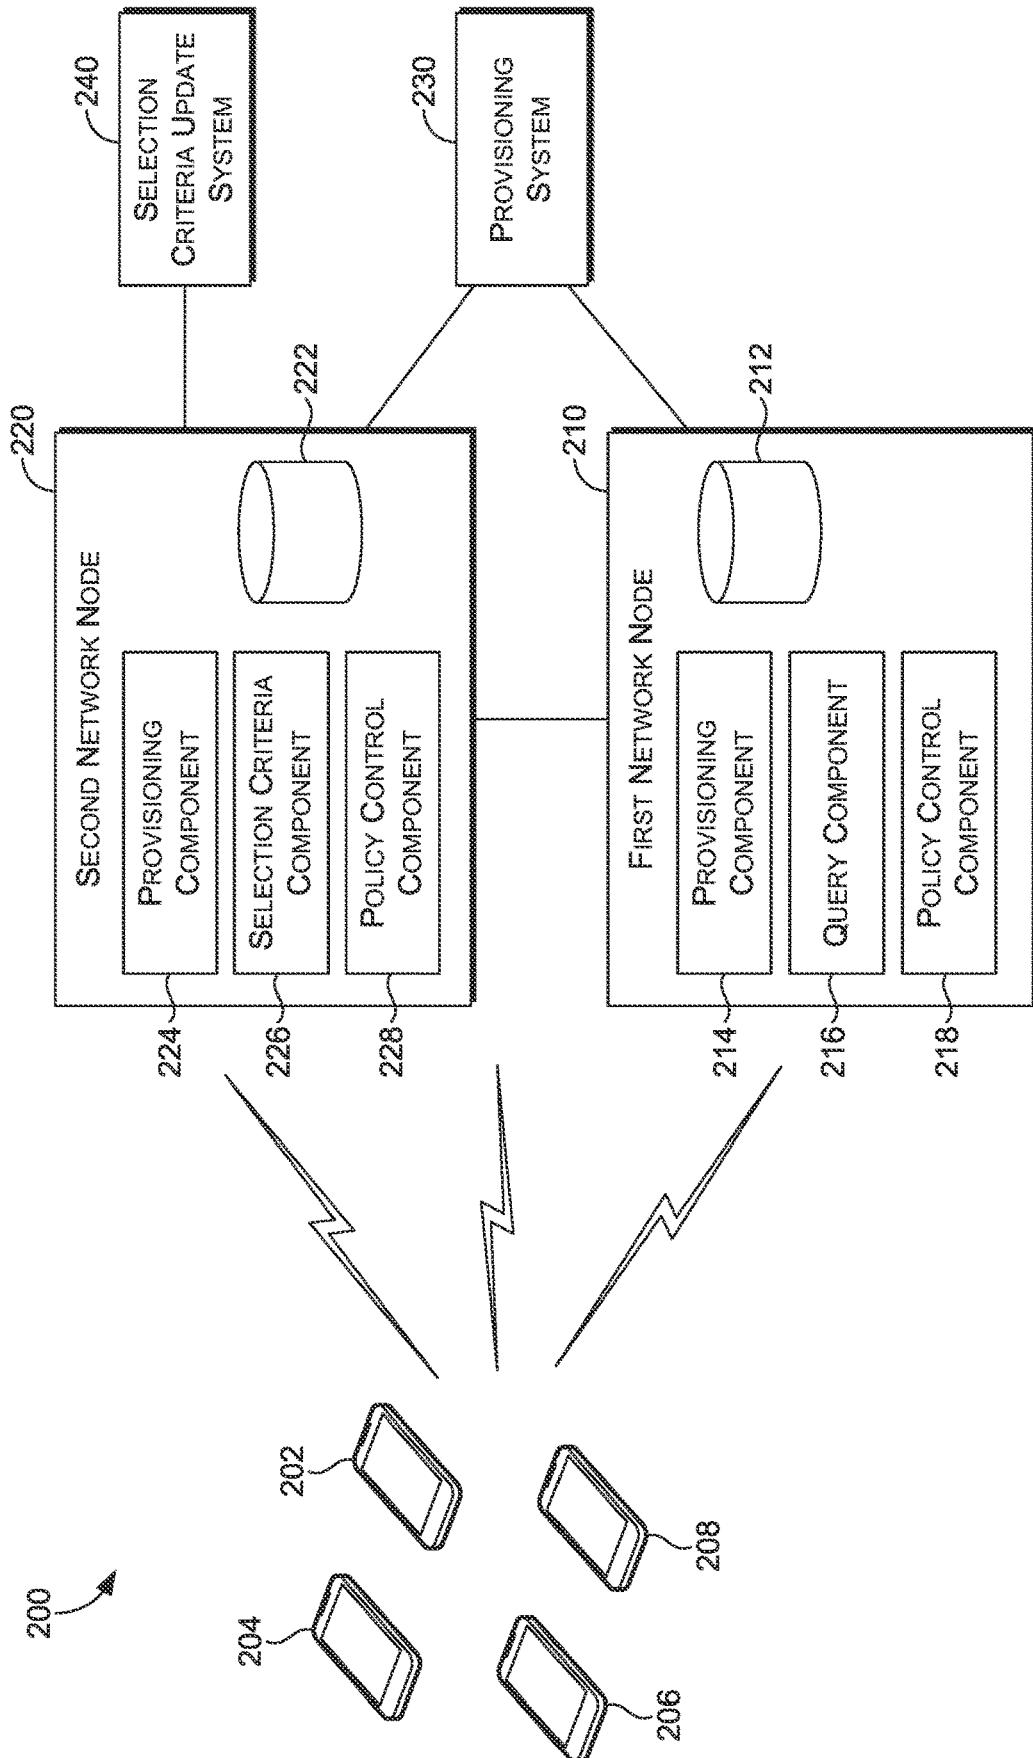 200
204
202
206
208
220
SECOND NETWORK NODE
224
PROVISIONING
COMPONENT
226
SELECTION CRITERIA
COMPONENT
228
POLICY CONTROL
COMPONENT
222
240
SELECTION
CRITERIA UPDATE
SYSTEM
230
PROVISIONING
SYSTEM
210
FIRST NETWORK NODE
214
PROVISIONING
COMPONENT
216
QUERY COMPONENT
218
POLICY CONTROL
COMPONENT
212